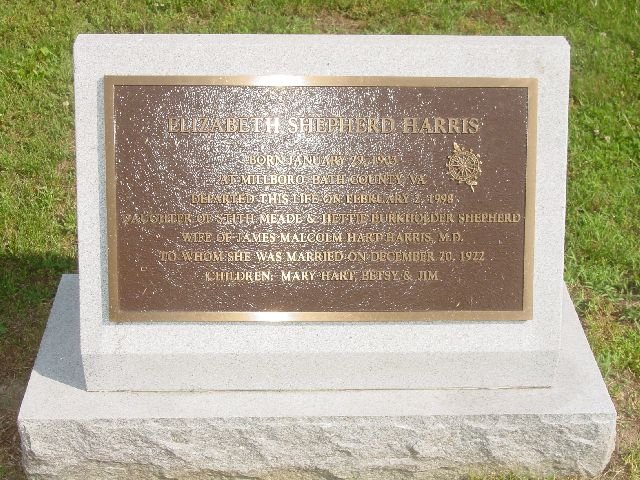 ELIZABETH SHEPHERD HARRIS
BORN JANUARY 29, 1903
AT MILLBORO, BATH COUNTY, VA.
DEPARTED THIS LIFE ON FEBRUARY 2, 1998
DAUGHTER OF STITH MEADE & HETTIE BURKHOLDER SHEPHERD
WIFE OF JAMES MALCOLM HART HARRIS, M.D.
TO WHOM SHE WAS MARRIED ON DECEMBER 20, 1922
CHILDREN: MARY HART, BETSY & JIM